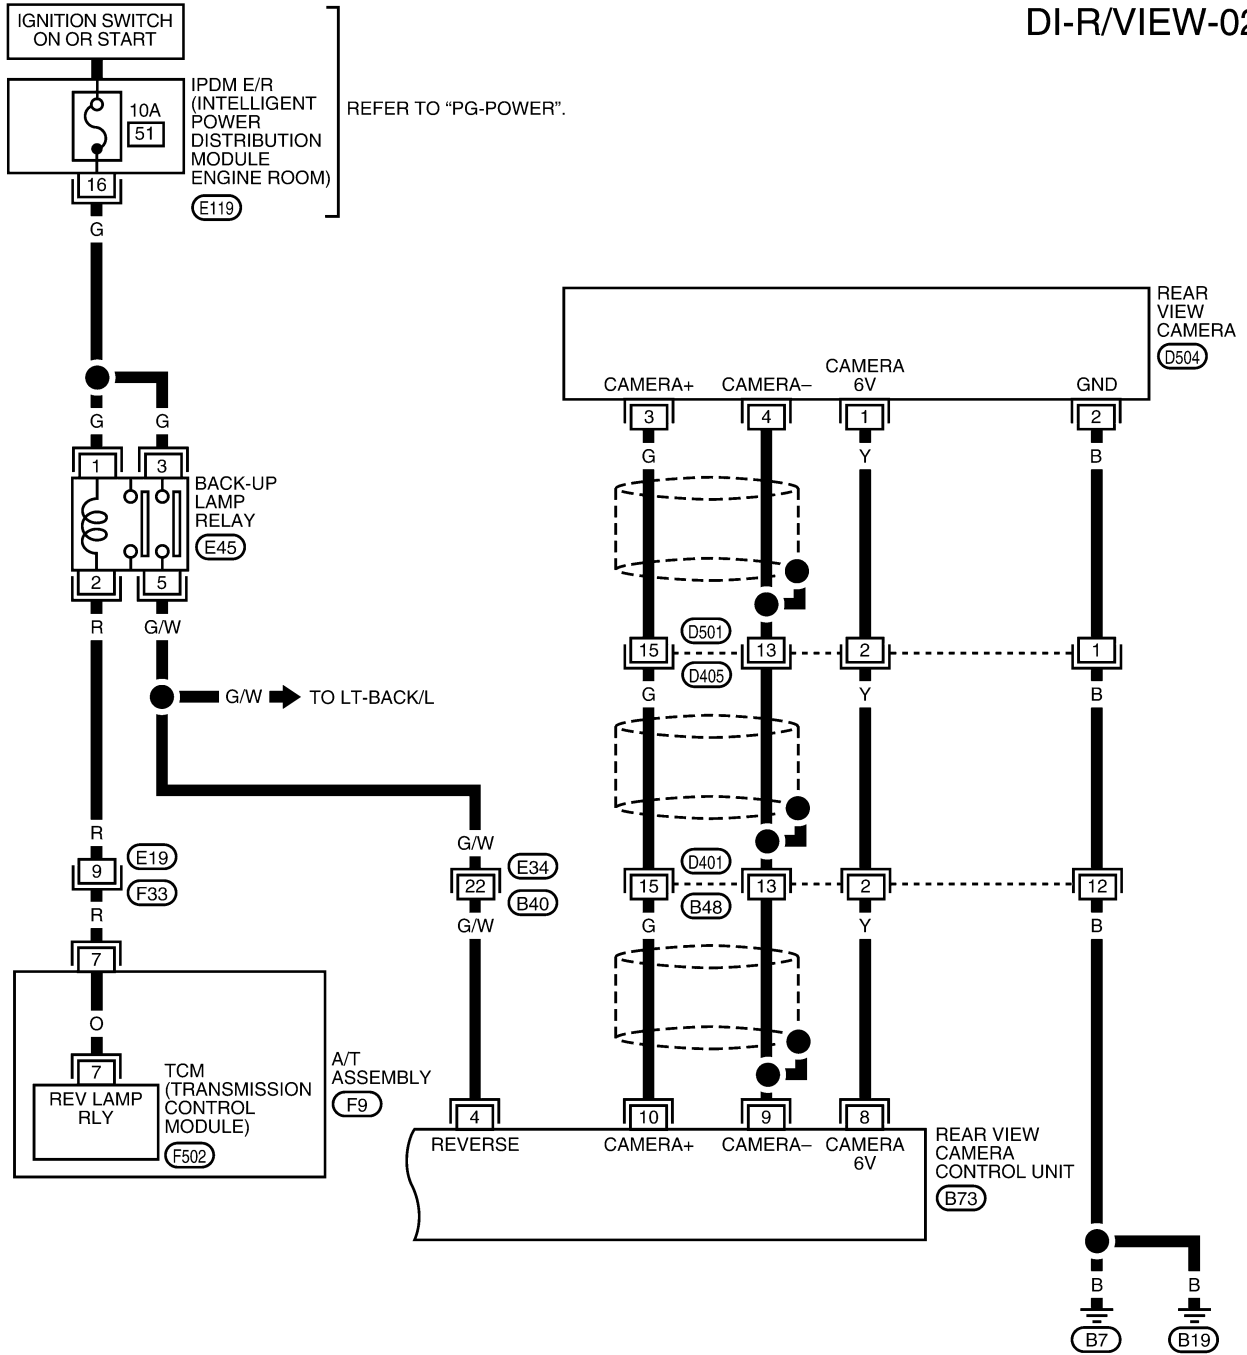 DI-R/VIEW-02
IGNITION SWITCH
ON OR START
10A
51
16
IPDM E/R
(INTELLIGENT
POWER
DISTRIBUTION
MODULE
ENGINE ROOM)
E119
REFER TO “PG-POWER”.
G
G
G
1
3
BACK-UP
LAMP
RELAY
E45
2
5
R
G/W
G/W
TO LT-BACK/L
R
9
E19
F33
R
7
O
7
REV LAMP
RLY
TCM
(TRANSMISSION
CONTROL
MODULE)
F502
A/T
ASSEMBLY
F9
G/W
22
E34
B40
G/W
REAR
VIEW
CAMERA
D504
CAMERA+
CAMERA–
CAMERA
6V
GND
3
4
1
2
G
Y
B
D501
15
13
2
1
D405
G
Y
B
D401
15
13
2
12
B48
G
Y
B
4
10
9
8
REVERSE
CAMERA+
CAMERA–
CAMERA
6V
REAR VIEW
CAMERA
CONTROL UNIT
B73
B
B
B7
B19